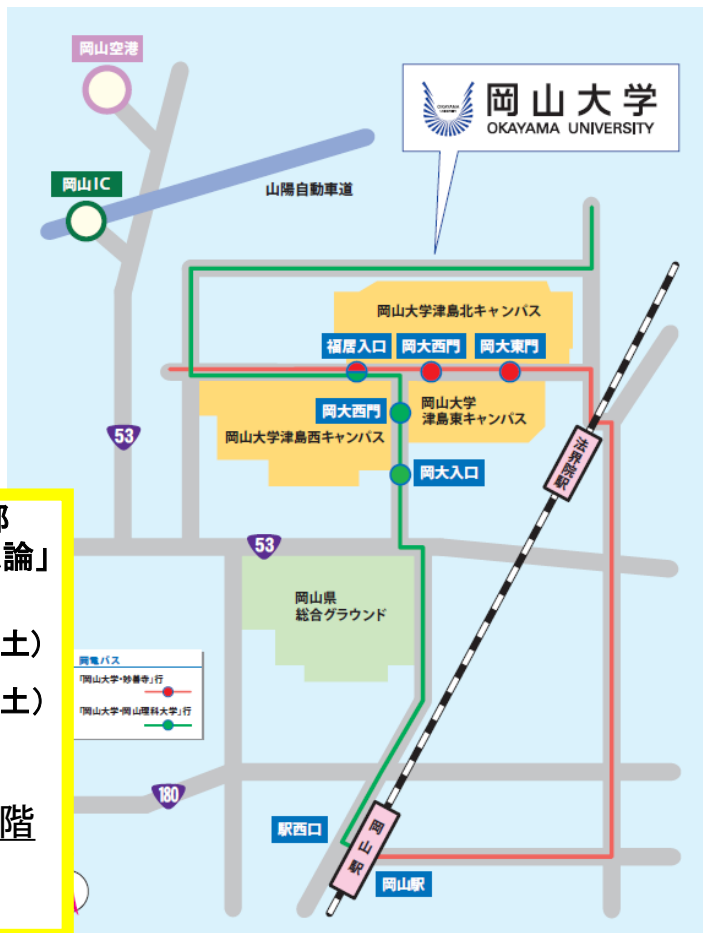 岡山空港
岡山大学
OKAYAMA UNIVERSITY
岡山IC
山陽自動車道
岡山大学津島北キャンパス
福居入口
岡大西門
岡大東門
岡大西門
岡山大学
津島東キャンパス
岡山大学津島西キャンパス
53
法界院駅
岡大入口
部
論」
53
岡山県
総合グラウンド
土）
岡電バス
「岡山大学・妙善寺」行
土）
「岡山大学・岡山理科大学」行
180
階
駅西口
岡山駅
岡山駅